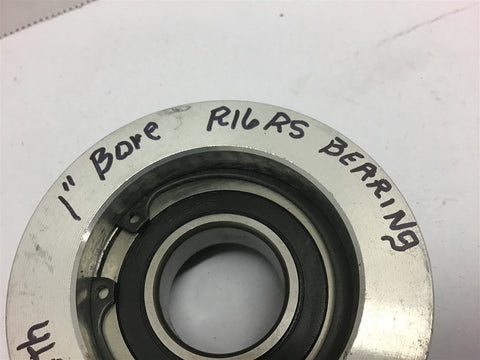 1" Bore R16RS BEARING